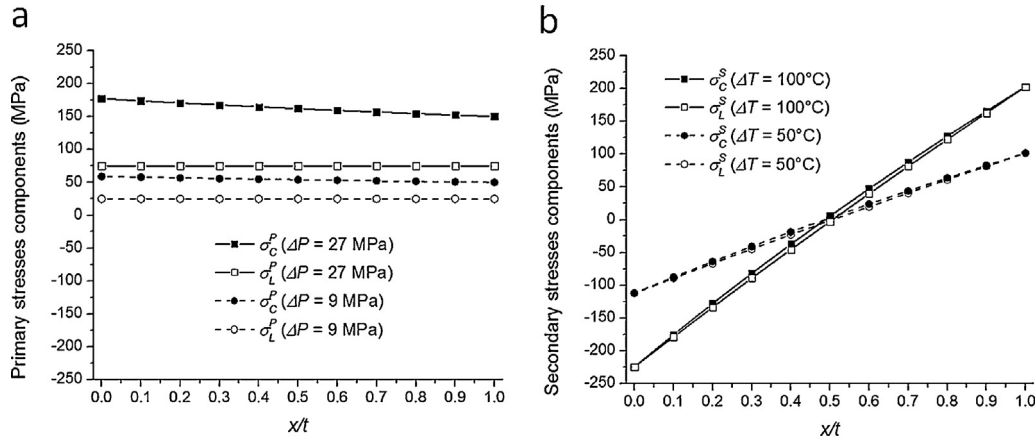 a
Primary stresses components (MPa)
250
200
150
100
50
0
-50
-100
-150
-200
-250
σ_C^P (ΔP = 27 MPa)
σ_L^P (ΔP = 27 MPa)
σ_C^P (ΔP = 9 MPa)
σ_L^P (ΔP = 9 MPa)
0.0 0.1 0.2 0.3 0.4 0.5 0.6 0.7 0.8 0.9 1.0
x/t
b
Secondary stresses components (MPa)
250
200
150
100
50
0
-50
-100
-150
-200
-250
σ_C^S (ΔT = 100°C)
σ_L^S (ΔT = 100°C)
σ_C^S (ΔT = 50°C)
σ_L^S (ΔT = 50°C)
0.0 0.1 0.2 0.3 0.4 0.5 0.6 0.7 0.8 0.9 1.0
x/t